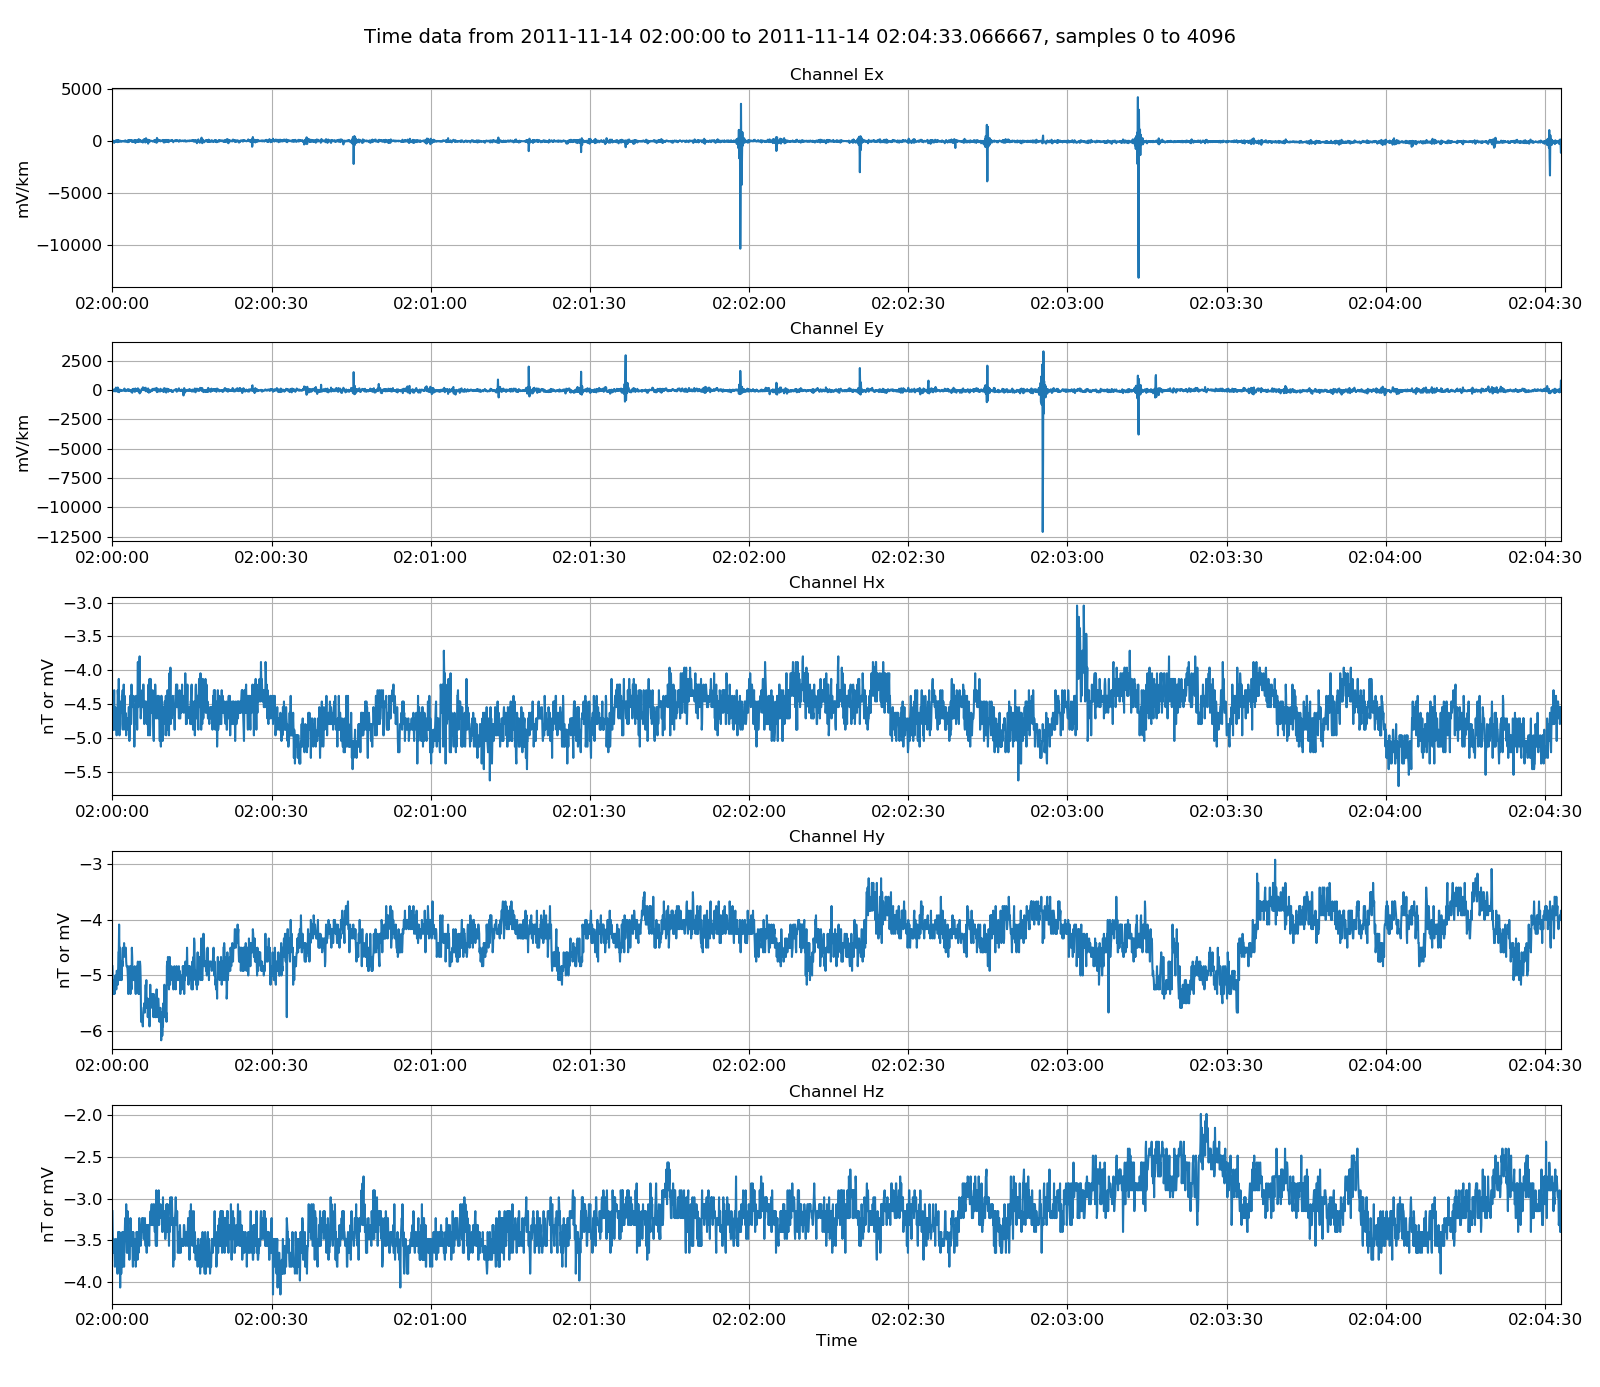 Time data from 2011-11-14 02:00:00 to 2011-11-14 02:04:33.066667, samples 0 to 4096
Channel Ex
5000
0
−5000
−10000
mV/km
02:00:00 02:00:30 02:01:00 02:01:30 02:02:00 02:02:30 02:03:00 02:03:30 02:04:00 02:04:30
Channel Ey
2500
0
−2500
−5000
−7500
−10000
−12500
mV/km
02:00:00 02:00:30 02:01:00 02:01:30 02:02:00 02:02:30 02:03:00 02:03:30 02:04:00 02:04:30
Channel Hx
−3.0
−3.5
−4.0
−4.5
−5.0
−5.5
nT or mV
02:00:00 02:00:30 02:01:00 02:01:30 02:02:00 02:02:30 02:03:00 02:03:30 02:04:00 02:04:30
Channel Hy
−3
−4
−5
−6
nT or mV
02:00:00 02:00:30 02:01:00 02:01:30 02:02:00 02:02:30 02:03:00 02:03:30 02:04:00 02:04:30
Channel Hz
−2.0
−2.5
−3.0
−3.5
−4.0
nT or mV
02:00:00 02:00:30 02:01:00 02:01:30 02:02:00 02:02:30 02:03:00 02:03:30 02:04:00 02:04:30
Time